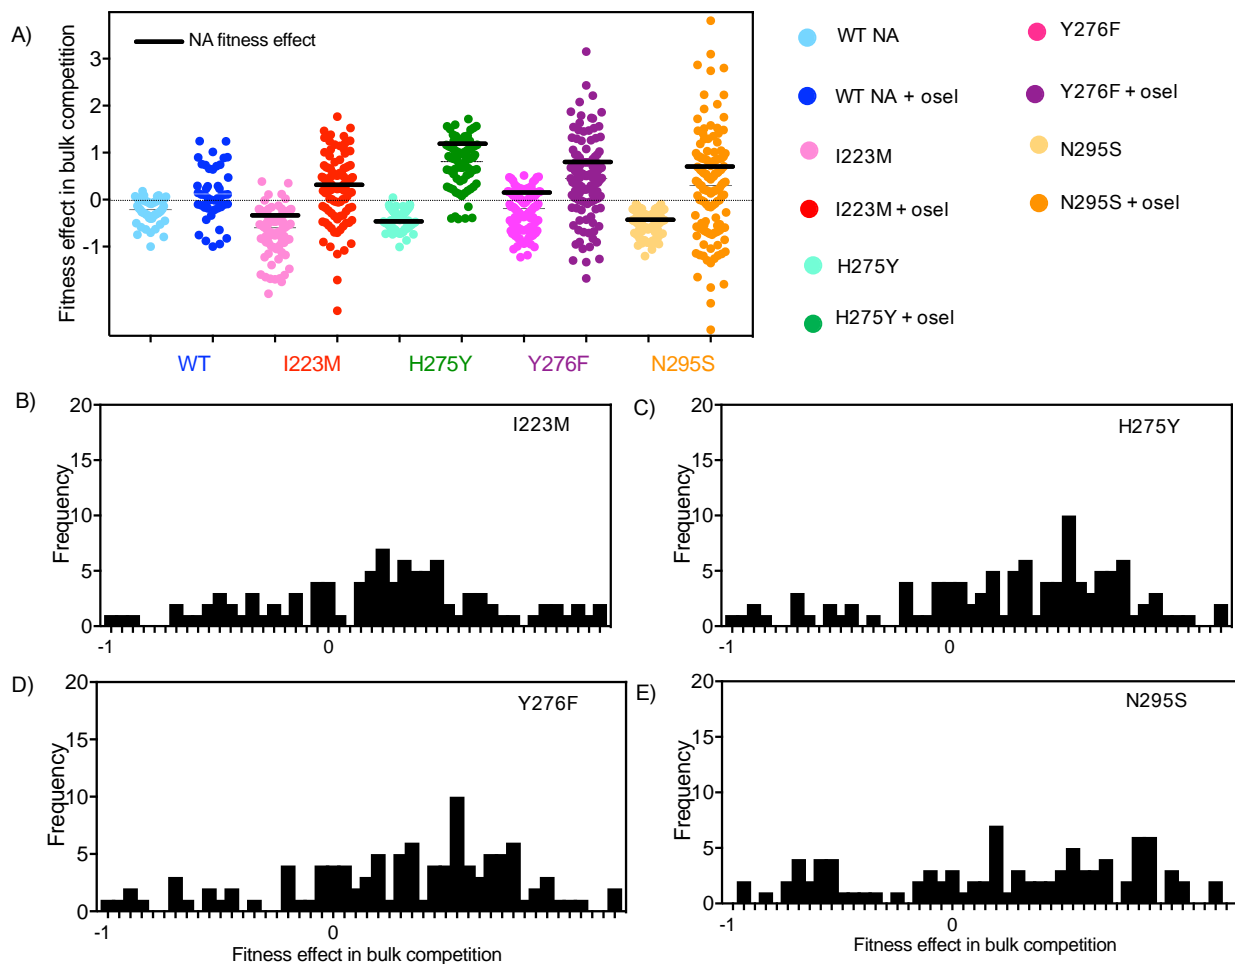 A)
NA fitness effect
Fitness effect in bulk competition
3
2
1
0
-1
WT
I223M
H275Y
Y276F
N295S
WT NA
WT NA + osel
I223M
I223M + osel
H275Y
H275Y + osel
Y276F
Y276F + osel
N295S
N295S + osel
B)
I223M
Frequency
20
15
10
5
0
-1
0
C)
H275Y
Frequency
20
15
10
5
0
-1
0
D)
Y276F
Frequency
20
15
10
5
0
-1
0
Fitness effect in bulk competition
E)
N295S
Frequency
20
15
10
5
0
-1
0
Fitness effect in bulk competition